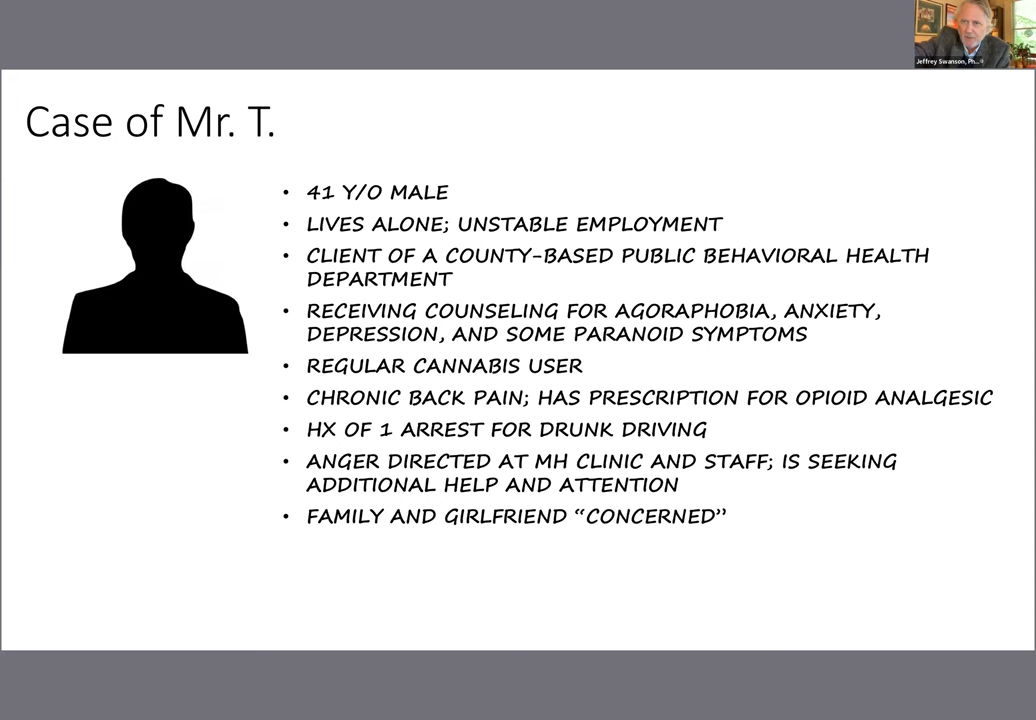 Jeffrey Swanson, Ph...
Case of Mr. T.
• 41 Y/O MALE
• LIVES ALONE; UNSTABLE EMPLOYMENT
• CLIENT OF A COUNTY-BASED PUBLIC BEHAVIORAL HEALTH
DEPARTMENT
• RECEIVING COUNSELING FOR AGORAPHOBIA, ANXIETY,
DEPRESSION, AND SOME PARANOID SYMPTOMS
• REGULAR CANNABIS USER
• CHRONIC BACK PAIN; HAS PRESCRIPTION FOR OPIOID ANALGESIC
• HX OF 1 ARREST FOR DRUNK DRIVING
• ANGER DIRECTED AT MH CLINIC AND STAFF; IS SEEKING
ADDITIONAL HELP AND ATTENTION
• FAMILY AND GIRLFRIEND “CONCERNED”